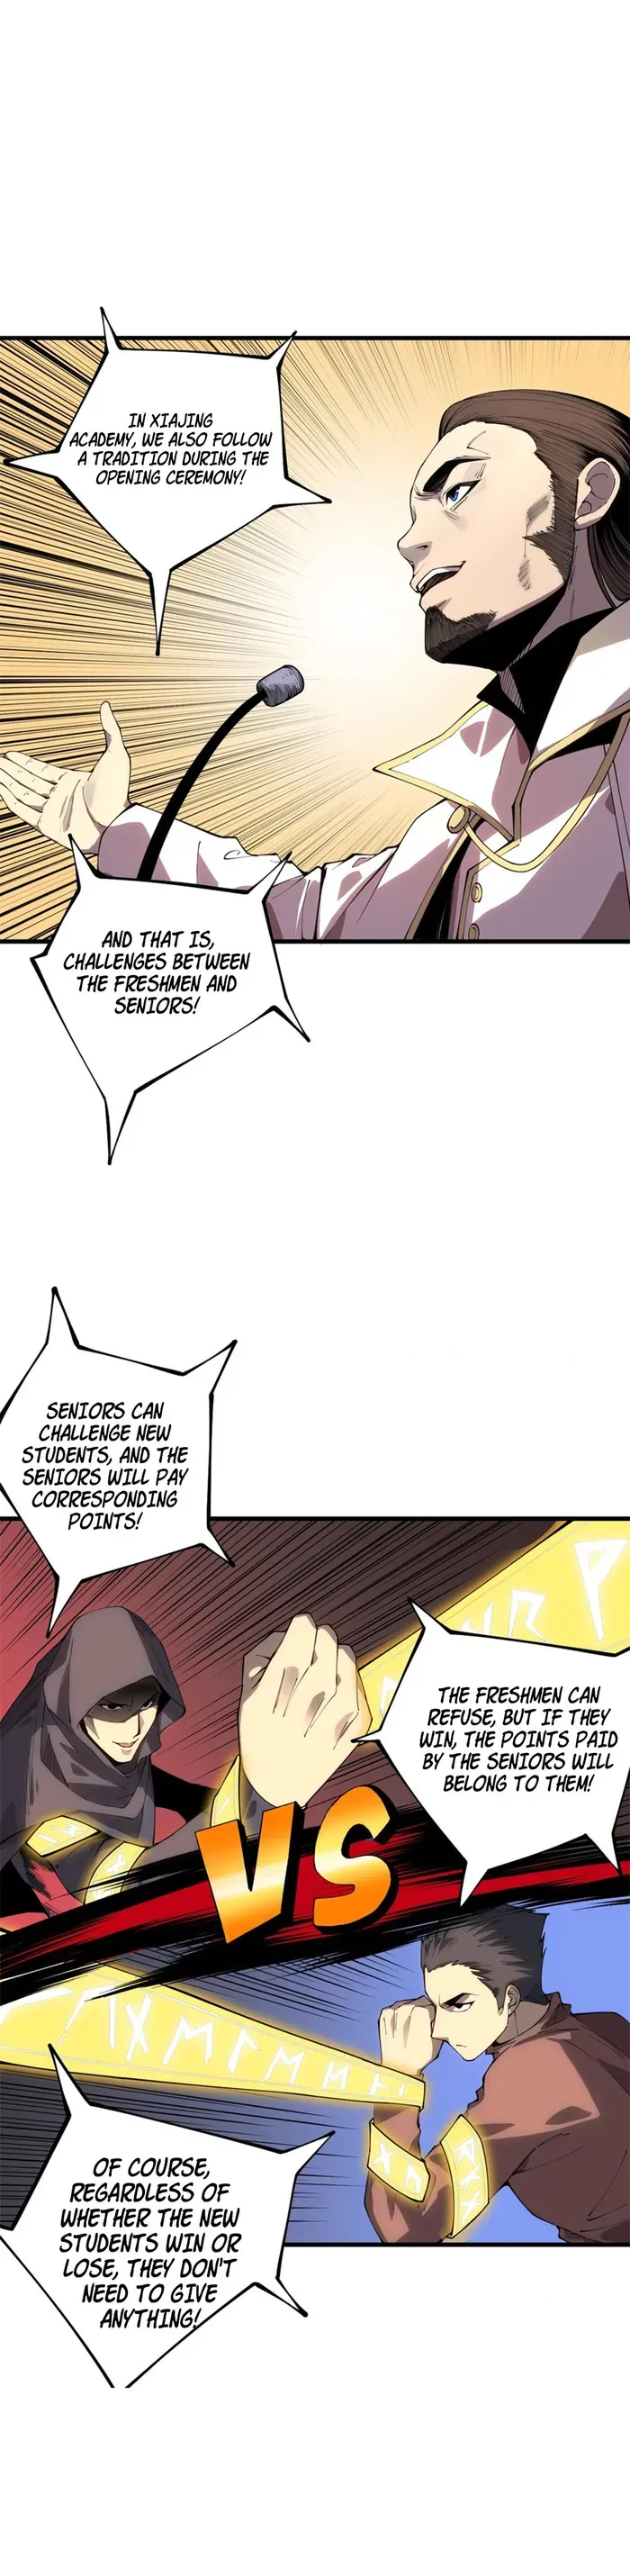 IN XIAJING
ACADEMY, WE ALSO FOLLOW
A TRADITION DURING THE
OPENING CEREMONY!
AND THAT IS,
CHALLENGES BETWEEN
THE FRESHMEN AND
SENIORS!
SENIORS CAN
CHALLENGE NEW
STUDENTS, AND THE
SENIORS WILL PAY
CORRESPONDING
POINTS!
THE FRESHMEN CAN
REFUSE, BUT IF THEY
WIN, THE POINTS PAID
BY THE SENIORS WILL
BELONG TO THEM!
VS
OF COURSE,
REGARDLESS OF
WHETHER THE NEW
STUDENTS WIN OR
LOSE, THEY DON'T
NEED TO GIVE
ANYTHING!